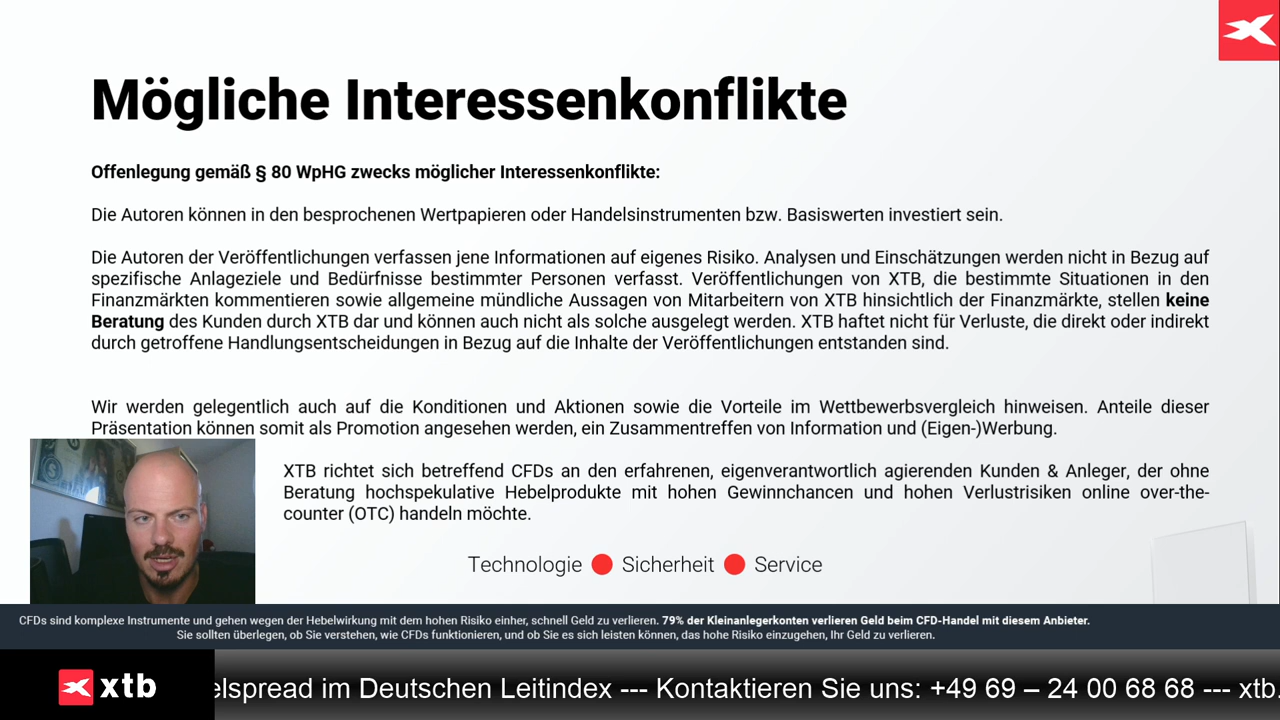 Mögliche Interessenkonflikte
Offenlegung gemäß § 80 WpHG zwecks möglicher Interessenkonflikte:
Die Autoren können in den besprochenen Wertpapieren oder Handelsinstrumenten bzw. Basiswerten investiert sein.
Die Autoren der Veröffentlichungen verfassen jene Informationen auf eigenes Risiko. Analysen und Einschätzungen werden nicht in Bezug auf
spezifische Anlageziele und Bedürfnisse bestimmter Personen verfasst. Veröffentlichungen von XTB, die bestimmte Situationen in den
Finanzmärkten kommentieren sowie allgemeine mündliche Aussagen von Mitarbeitern von XTB hinsichtlich der Finanzmärkte, stellen keine
Beratung des Kunden durch XTB dar und können auch nicht als solche ausgelegt werden. XTB haftet nicht für Verluste, die direkt oder indirekt
durch getroffene Handlungsentscheidungen in Bezug auf die Inhalte der Veröffentlichungen entstanden sind.
Wir werden gelegentlich auch auf die Konditionen und Aktionen sowie die Vorteile im Wettbewerbsvergleich hinweisen. Anteile dieser
Präsentation können somit als Promotion angesehen werden, ein Zusammentreffen von Information und (Eigen-)Werbung.
XTB richtet sich betreffend CFDs an den erfahrenen, eigenverantwortlich agierenden Kunden & Anleger, der ohne
Beratung hochspekulative Hebelprodukte mit hohen Gewinnchancen und hohen Verlustrisiken online over-the-
counter (OTC) handeln möchte.
Technologie Sicherheit Service
CFDs sind komplexe Instrumente und gehen wegen der Hebelwirkung mit dem hohen Risiko einher, schnell Geld zu verlieren. 79% der Kleinanlegerkonten verlieren Geld beim CFD-Handel mit diesem Anbieter.
Sie sollten überlegen, ob Sie verstehen, wie CFDs funktionieren, und ob Sie es sich leisten können, das hohe Risiko einzugehen, Ihr Geld zu verlieren.
xtb elspread im Deutschen Leitindex --- Kontaktieren Sie uns: +49 69 – 24 00 68 68 --- xtb.